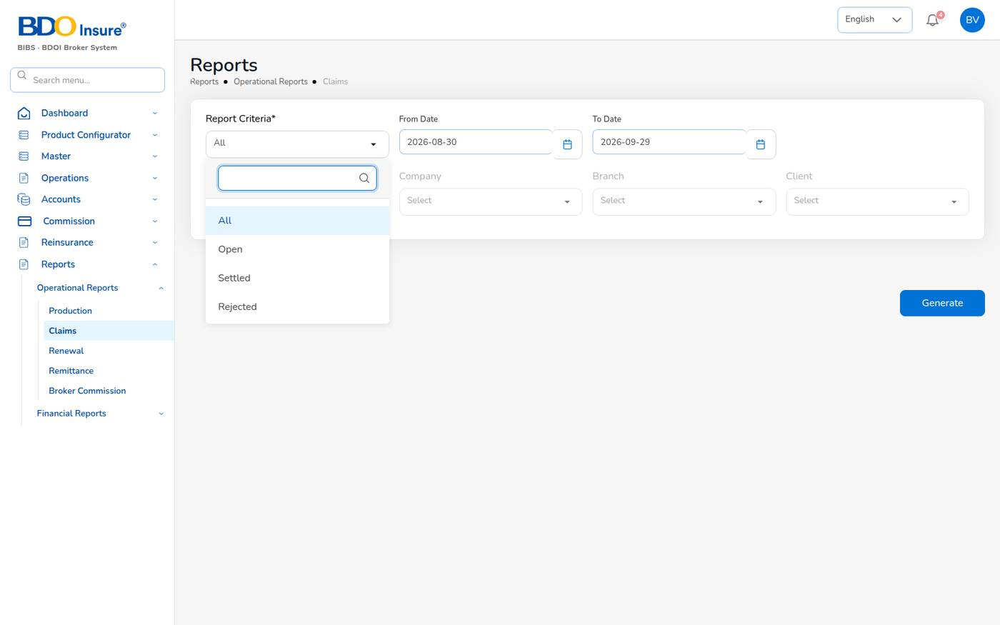 BDO Insure®
BIBS - BDOI Broker System
Search menu...
Dashboard
Product Configurator
Master
Operations
Accounts
Commission
Reinsurance
Reports
Operational Reports
Production
Claims
Renewal
Remittance
Broker Commission
Financial Reports
English
4
BV
Reports
Reports • Operational Reports • Claims
Report Criteria*
From Date
To Date
All
2026-08-30
2026-09-29
Company
Branch
Client
Select
Select
Select
All
Open
Settled
Rejected
Generate